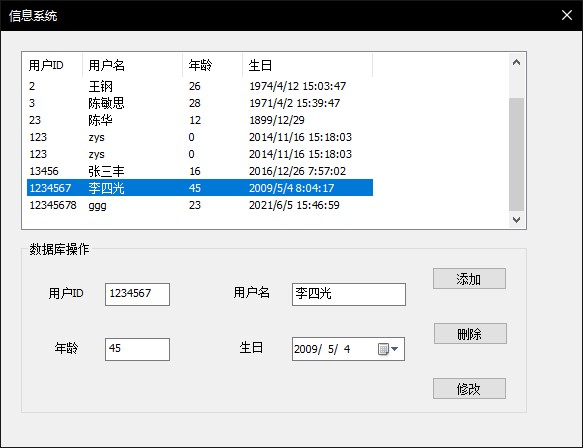 信息系统
用户ID 用户名 年龄 生日
2 王钢 26 1974/4/12 15:03:47
3 陈敏思 28 1971/4/2 15:39:47
23 陈华 12 1899/12/29
123 zys 0 2014/11/16 15:18:03
123 zys 0 2014/11/16 15:18:03
13456 张三丰 16 2016/12/26 7:57:02
1234567 李四光 45 2009/5/4 8:04:17
12345678 ggg 23 2021/6/5 15:46:59
数据库操作
添加
用户ID 1234567 用户名 李四光
删除
年龄 45 生日 2009/ 5/ 4
修改